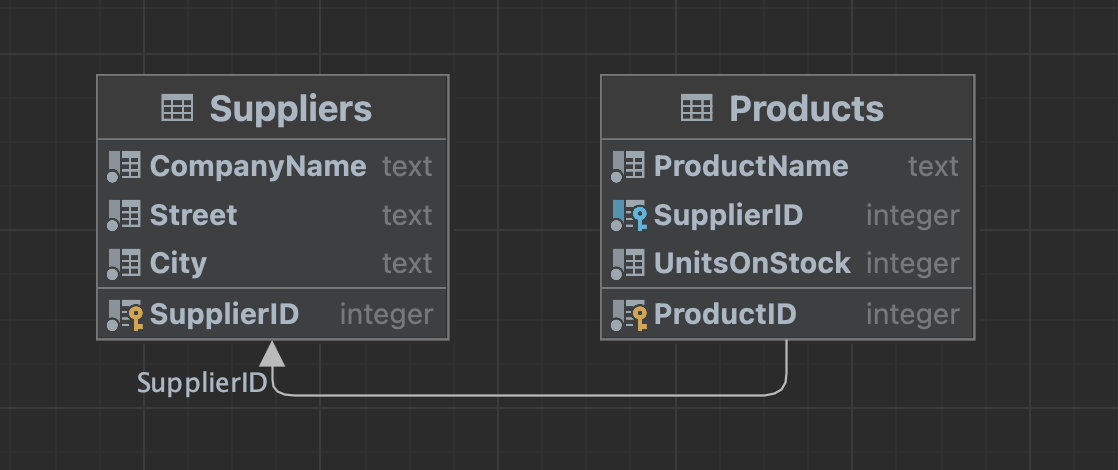 Suppliers
CompanyName text
Street text
City text
SupplierID integer
Products
ProductName text
SupplierID integer
UnitsOnStock integer
ProductID integer
SupplierID